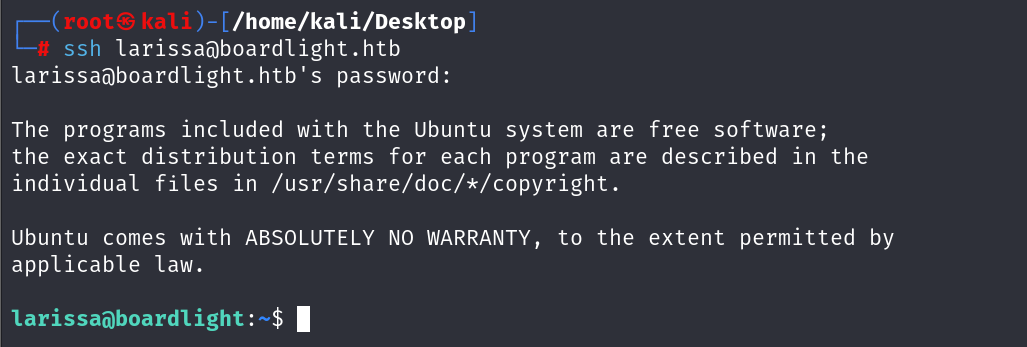 ┌──(root㉿kali)-[/home/kali/Desktop]
└─# ssh larissa@boardlight.htb
larissa@boardlight.htb's password:
The programs included with the Ubuntu system are free software;
the exact distribution terms for each program are described in the
individual files in /usr/share/doc/*/copyright.
Ubuntu comes with ABSOLUTELY NO WARRANTY, to the extent permitted by
applicable law.
larissa@boardlight:~$